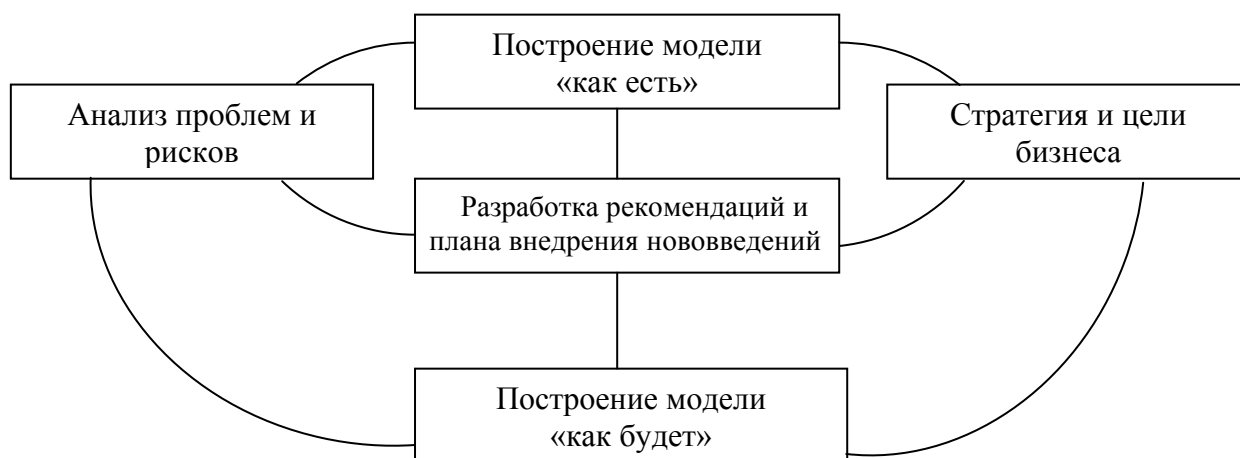 Построение модели
«как есть»
Анализ проблем и
рисков
Стратегия и цели
бизнеса
Разработка рекомендаций и
плана внедрения нововведений
Построение модели
«как будет»